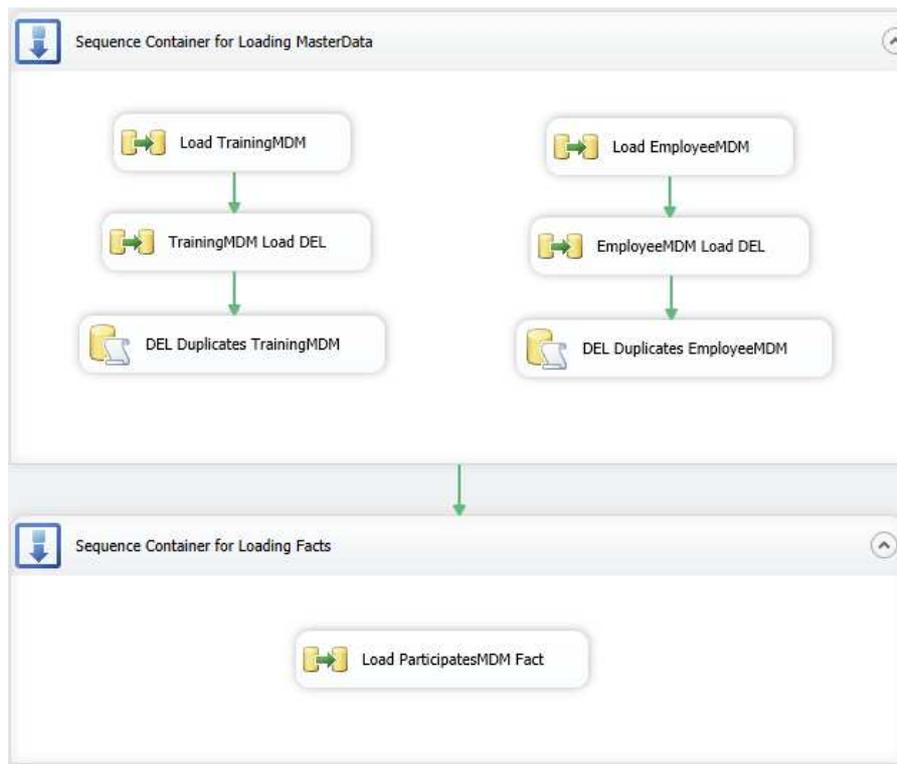 Sequence Container for Loading MasterData
Load TrainingMDM
Load EmployeeMDM
TrainingMDM Load DEL
EmployeeMDM Load DEL
DEL Duplicates TrainingMDM
DEL Duplicates EmployeeMDM
Sequence Container for Loading Facts
Load ParticipatesMDM Fact